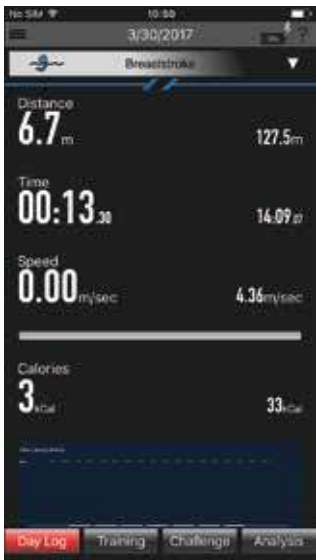 No SIM 10:50
3/30/2017 ?
Breaststroke
Distance
6.7m 127.5m
Time
00:13.30 14:09.27
Speed
0.00m/sec 4.36m/sec
Calories
3kCal 33kCal
Day Log Training Challenge Analysis